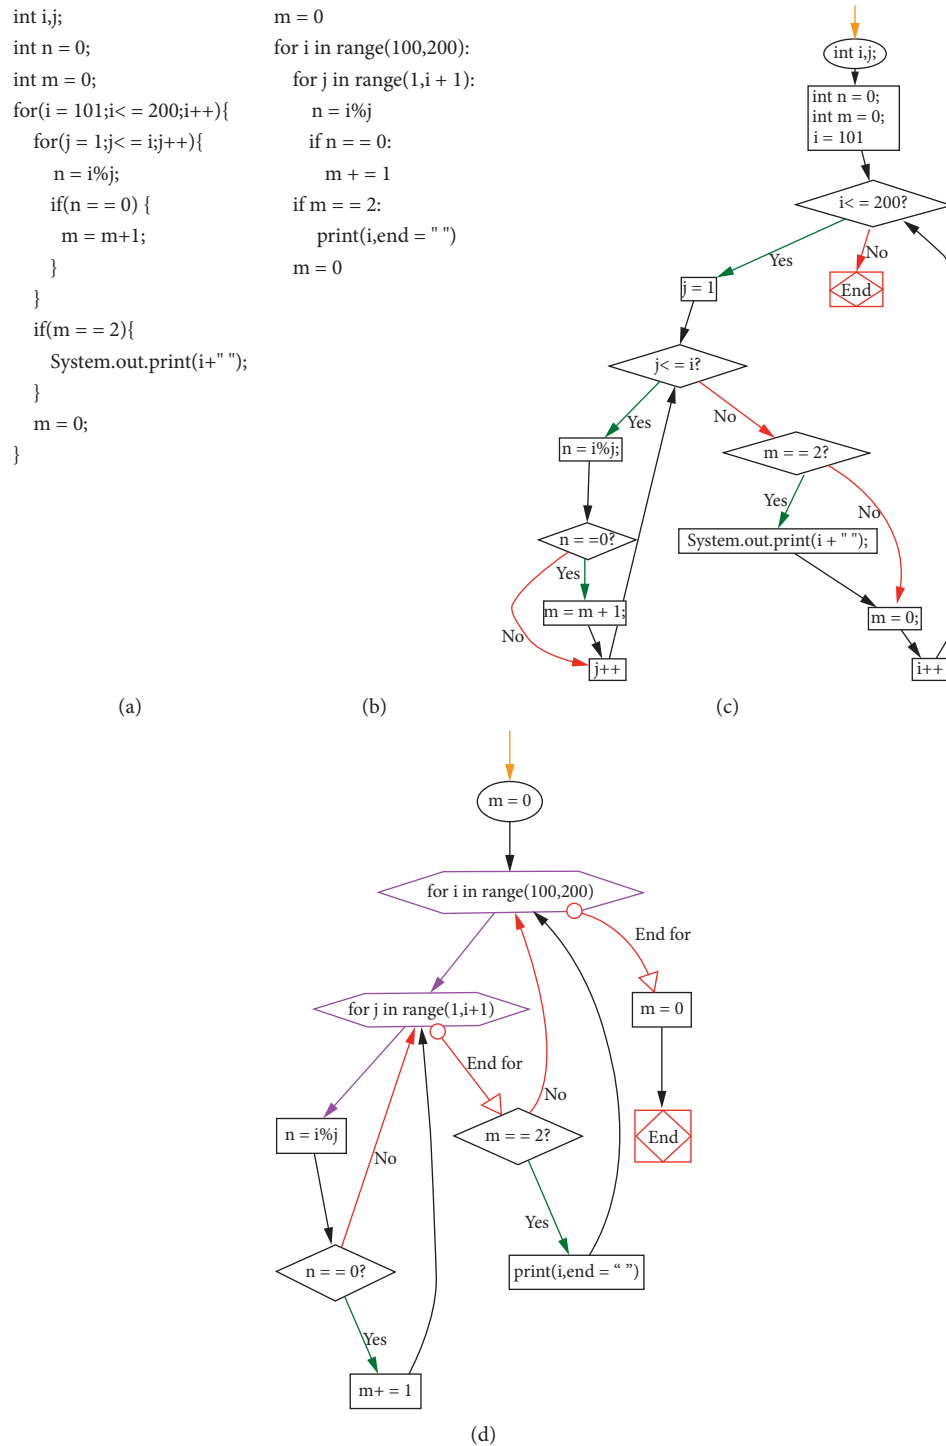 int i,j;
int n = 0;
int m = 0;
for(i = 101;i< = 200;i++){
for(j = 1;j< = i;j++){
n = i%j;
if(n = = 0) {
m = m+1;
}
}
if(m = = 2){
System.out.print(i+" ");
}
m = 0;
}
(a)
m = 0
for i in range(100,200):
for j in range(1,i + 1):
n = i%j
if n = = 0:
m + = 1
if m = = 2:
print(i,end = " ")
m = 0
(b)
int i,j;
int n = 0;
int m = 0;
i = 101
i< = 200?
Yes
No
End
j = 1
j< = i?
Yes
No
n = i%j;
m = = 2?
Yes
No
n = =0?
System.out.print(i + " ");
Yes
m = m + 1;
m = 0;
No
j++
i++
(c)
m = 0
for i in range(100,200)
End for
for j in range(1,i+1)
m = 0
End for
No
n = i%j
m = = 2?
End
No
Yes
n = = 0?
print(i,end = “ ”)
Yes
m+ = 1
(d)